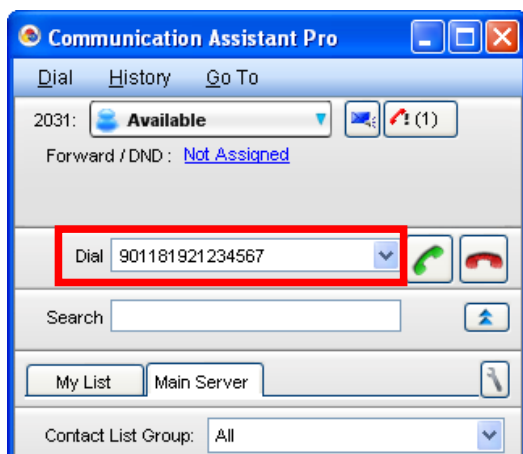 Communication Assistant Pro
Dial History Go To
2031: Available (1)
Forward / DND : Not Assigned
Dial 901181921234567
Search
My List Main Server
Contact List Group: All